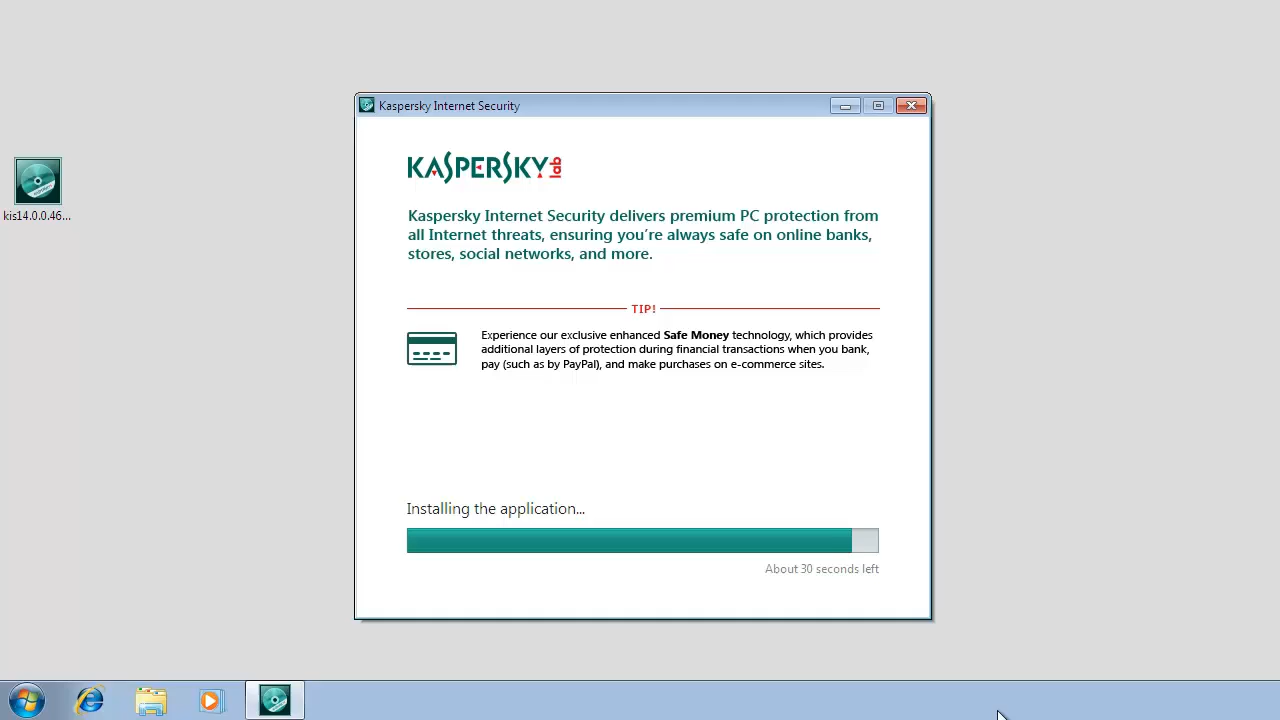 Kaspersky Internet Security
KASPERSKY lab
kis14.0.0.46...
Kaspersky Internet Security delivers premium PC protection from
all Internet threats, ensuring you're always safe on online banks,
stores, social networks, and more.
TIP!
Experience our exclusive enhanced Safe Money technology, which provides
additional layers of protection during financial transactions when you bank,
pay (such as by PayPal), and make purchases on e-commerce sites.
Installing the application...
About 30 seconds left